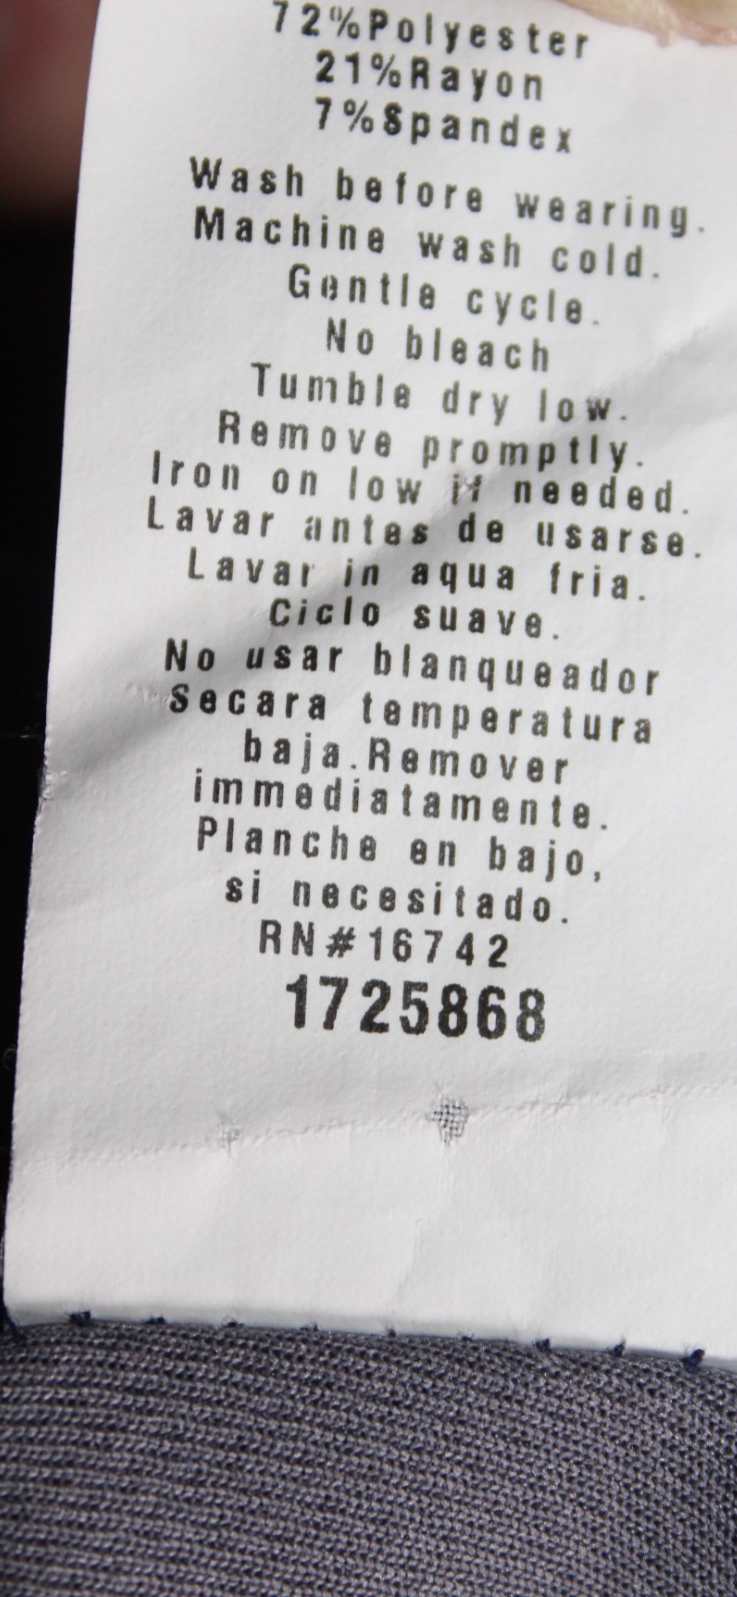 72%Polyester
21%Rayon
7%Spandex
Wash before wearing.
Machine wash cold.
Gentle cycle.
No bleach
Tumble dry low.
Remove promptly.
Iron on low if needed.
Lavar antes de usarse.
Lavar in aqua fria.
Ciclo suave.
No usar blanqueador
Secara temperatura
baja.Remover
immediatamente.
Planche en bajo,
si necesitado.
RN#16742
1725868